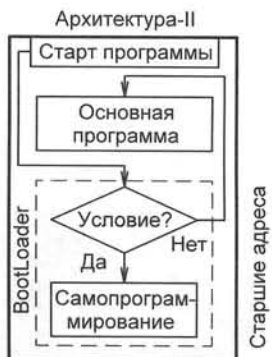 Архитектура-II
Старт программы
Основная
программа
BootLoader
Условие?
Нет
Да
Самопрограм-
мирование
Старшие адреса